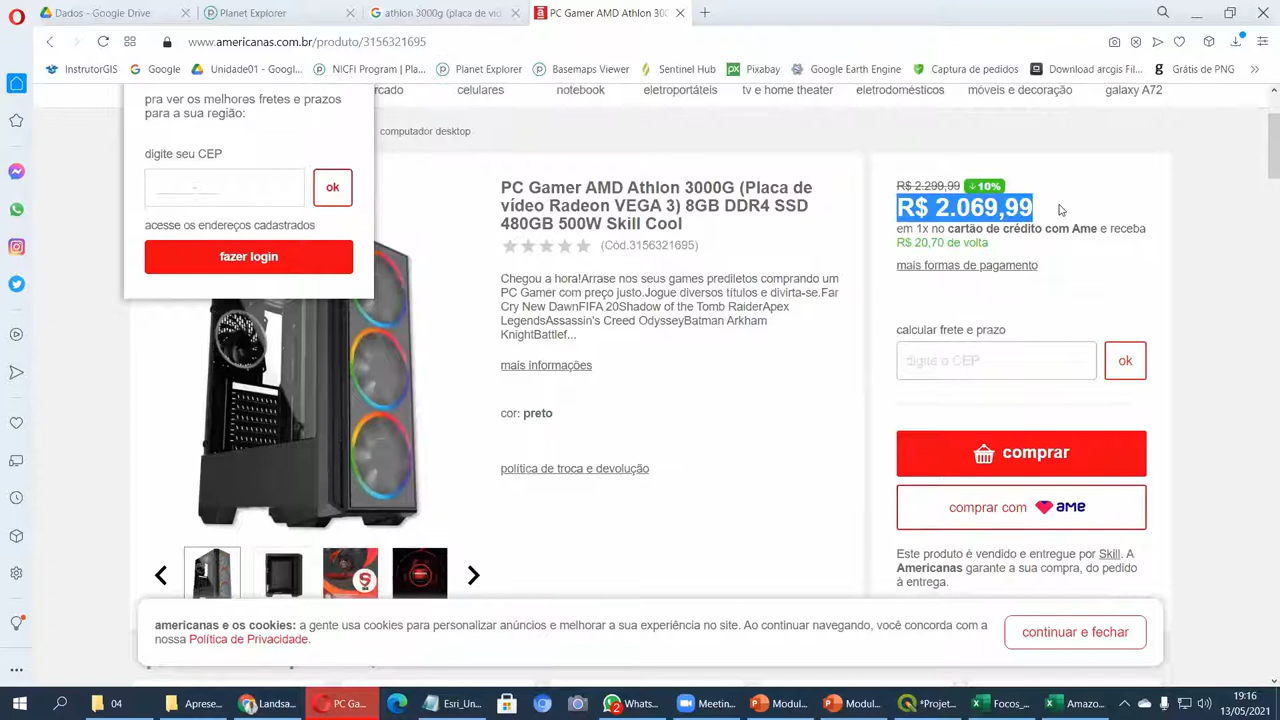 Dados - Google Drive
Planet Explorer
athlon 3000g (placa de vid
PC Gamer AMD Athlon 300
www.americanas.com.br/produto/3156321695
InstrutorGIS
Google
Unidade01 - Googl...
NICFI Program | Pla...
Planet Explorer
Basemaps Viewer
Sentinel Hub
Pixabay
Google Earth Engine
Captura de pedidos
Download arcgis Fil...
Grátis de PNG
rcado
celulares
notebook
eletroportáteis
tv e home theater
eletrodomésticos
móveis e decoração
galaxy A72
pra ver os melhores fretes e prazos
para a sua região:
digite seu CEP
ok
acesse os endereços cadastrados
fazer login
computador desktop
PC Gamer AMD Athlon 3000G (Placa de
vídeo Radeon VEGA 3) 8GB DDR4 SSD
480GB 500W Skill Cool
(Cód.3156321695)
Chegou a hora!Arrase nos seus games prediletos comprando um
PC Gamer com preço justo.Jogue diversos títulos e divirta-se.Far
Cry New DawnFIFA 20Shadow of the Tomb RaiderApex
LegendsAssassin's Creed OdysseyBatman Arkham
KnightBattlef...
mais informações
cor: preto
política de troca e devolução
R$ 2.299,99 10%
R$ 2.069,99
em 1x no cartão de crédito com Ame e receba
R$ 20,70 de volta
mais formas de pagamento
calcular frete e prazo
digite o CEP
ok
comprar
comprar com ame
Este produto é vendido e entregue por Skill. A
Americanas garante a sua compra, do pedido
à entrega.
americanas e os cookies: a gente usa cookies para personalizar anúncios e melhorar a sua experiência no site. Ao continuar navegando, você concorda com a
nossa Política de Privacidade.
continuar e fechar
04
Aprese...
Landsa...
PC Ga...
Esri_Un...
2
Whats...
Meetin...
Modul...
Modul...
*Projet...
Focos_...
Amazo...
19:16
13/05/2021